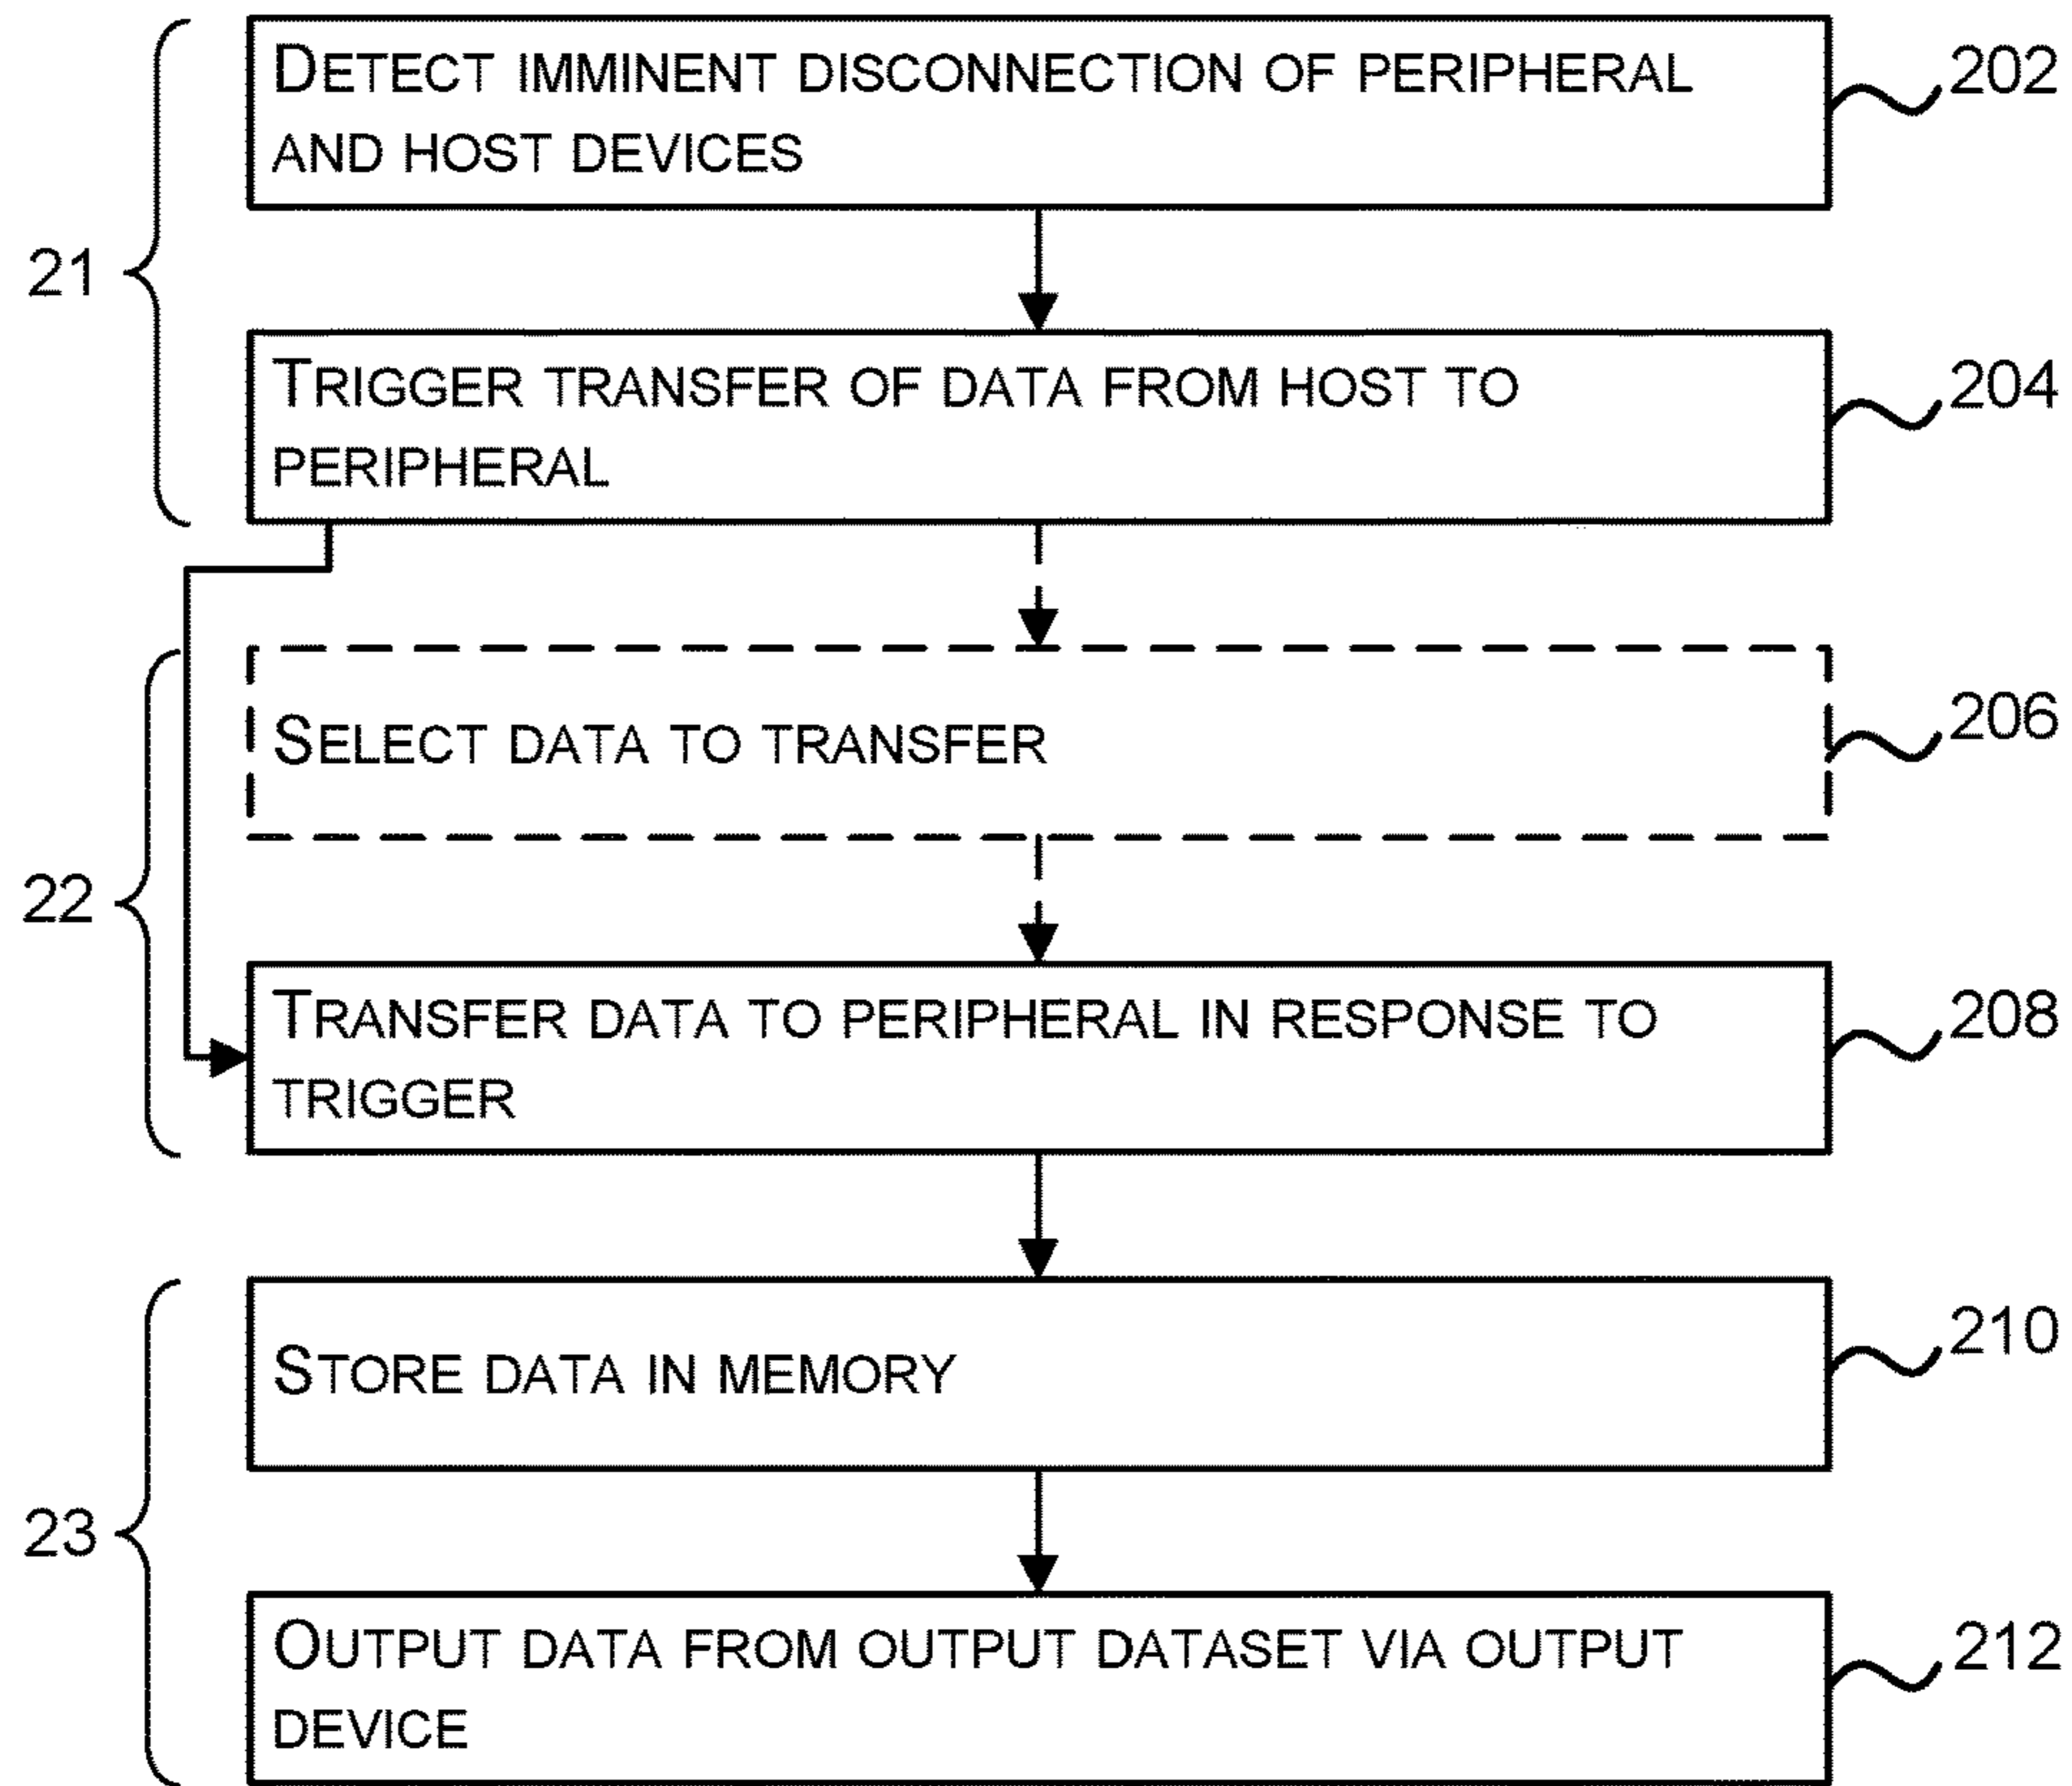 DETECT IMMINENT DISCONNECTION OF PERIPHERAL
AND HOST DEVICES
202
21
TRIGGER TRANSFER OF DATA FROM HOST TO
PERIPHERAL
204
SELECT DATA TO TRANSFER
206
22
TRANSFER DATA TO PERIPHERAL IN RESPONSE TO
TRIGGER
208
STORE DATA IN MEMORY
210
23
OUTPUT DATA FROM OUTPUT DATASET VIA OUTPUT
DEVICE
212